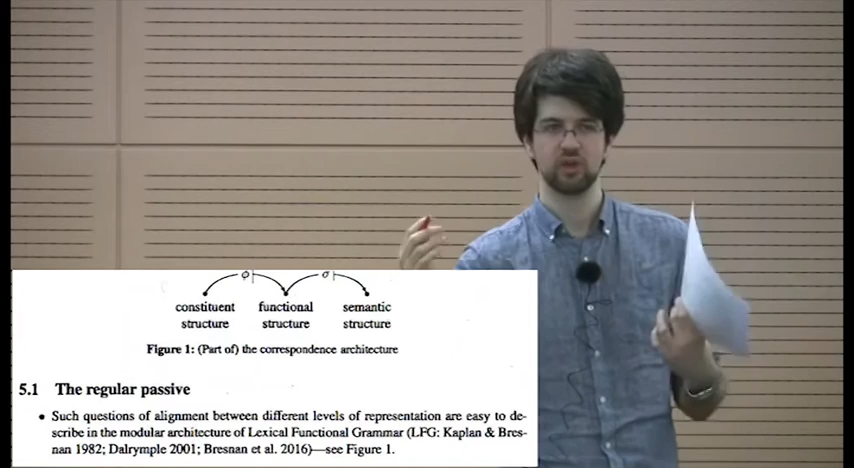 ϕ σ
constituent functional semantic
structure structure structure
Figure 1: (Part of) the correspondence architecture
5.1 The regular passive
• Such questions of alignment between different levels of representation are easy to de-
scribe in the modular architecture of Lexical Functional Grammar (LFG: Kaplan & Bres-
nan 1982; Dalrymple 2001; Bresnan et al. 2016)—see Figure 1.